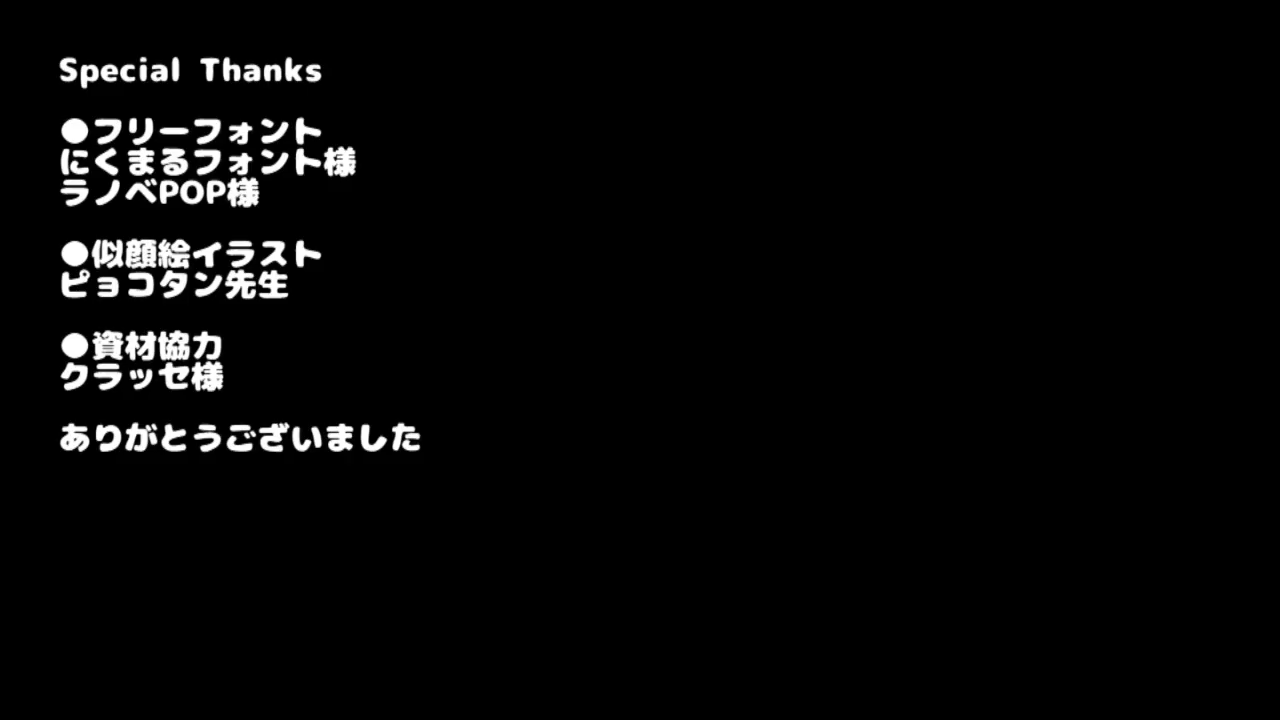 Special Thanks
●フリーフォント
にくまるフォント様
ラノベPOP様
●似顔絵イラスト
ピョコタン先生
●資材協力
クラッセ様
ありがとうございました